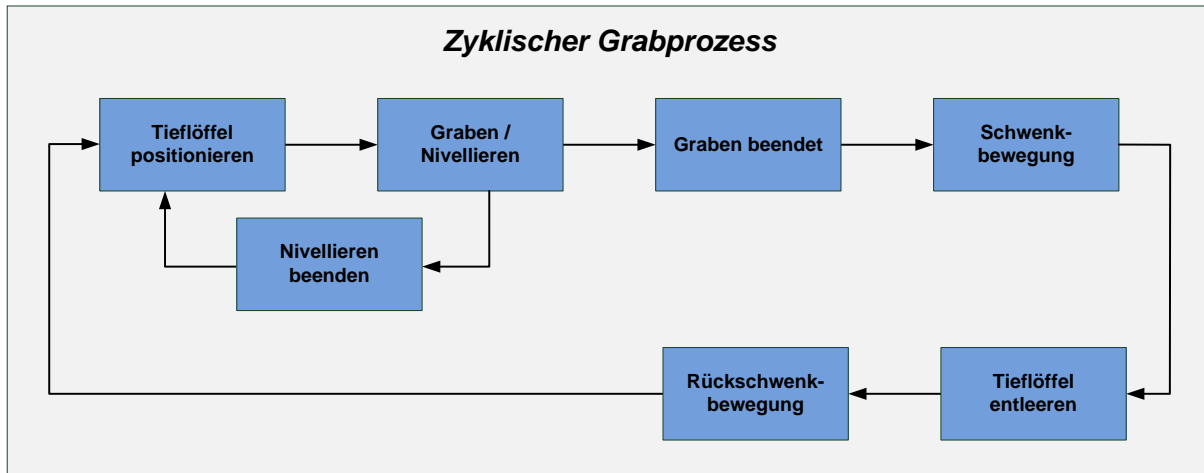 Zyklischer Grabprozess
Tieflöffel
positionieren
Graben /
Nivellieren
Graben beendet
Schwenk-
bewegung
Nivellieren
beenden
Rückschwenk-
bewegung
Tieflöffel
entleeren